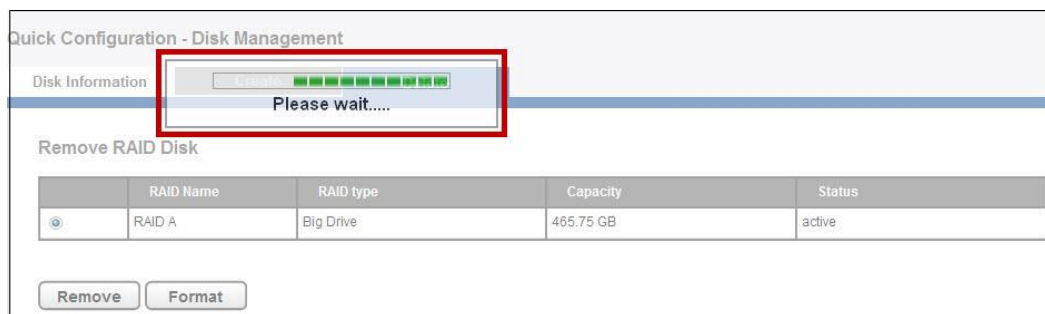 Quick Configuration - Disk Management
Disk Information
Please wait.....
Remove RAID Disk
RAID Name RAID type Capacity Status
RAID A Big Drive 465.75 GB active
Remove Format